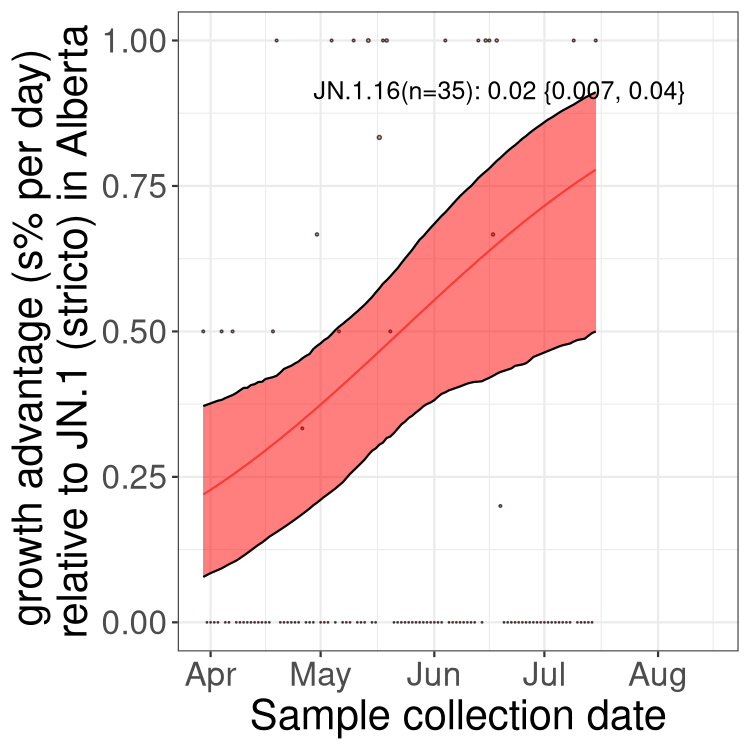 growth advantage (s% per day)
relative to JN.1 (stricto) in Alberta
1.00
0.75
0.50
0.25
0.00
JN.1.16(n=35): 0.02 {0.007, 0.04}
Apr May Jun Jul Aug
Sample collection date